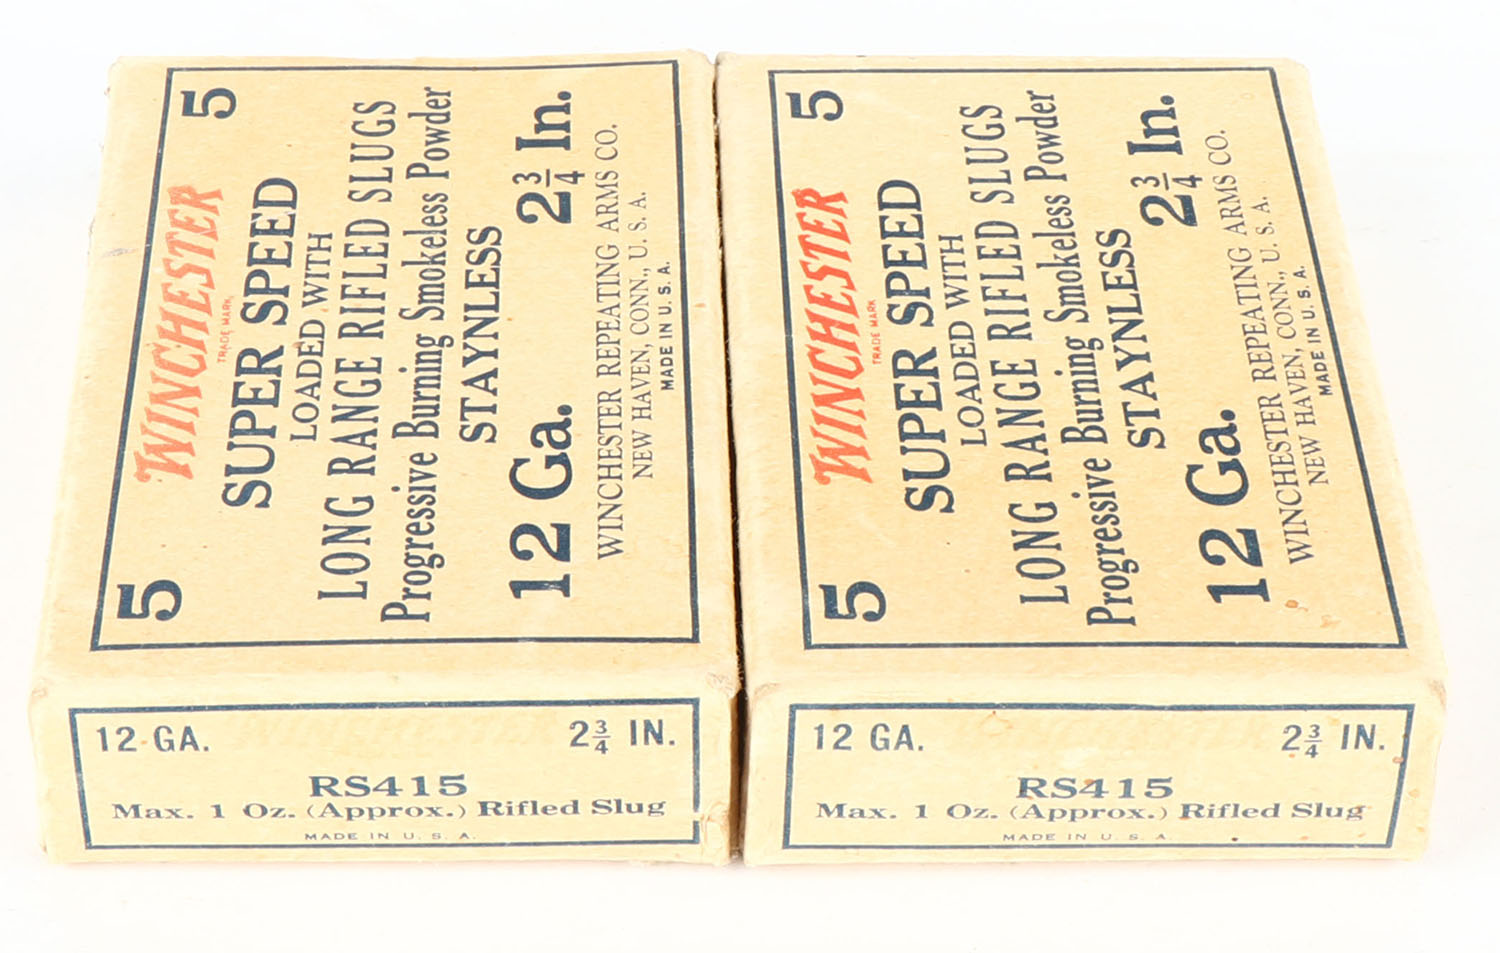 5 WINCHESTER 5
TRADE MARK
SUPER SPEED
LOADED WITH
LONG RANGE RIFLED SLUGS
Progressive Burning Smokeless Powder
STAYNLESS
12 Ga. 2¾ In.
WINCHESTER REPEATING ARMS CO.
NEW HAVEN, CONN., U. S. A.
MADE IN U. S. A.
12 GA. 2¾ IN.
RS415
Max. 1 Oz. (Approx.) Rifled Slug
MADE IN U. S. A.
5 WINCHESTER 5
TRADE MARK
SUPER SPEED
LOADED WITH
LONG RANGE RIFLED SLUGS
Progressive Burning Smokeless Powder
STAYNLESS
12 Ga. 2¾ In.
WINCHESTER REPEATING ARMS CO.
NEW HAVEN, CONN., U. S. A.
MADE IN U. S. A.
12 GA. 2¾ IN.
RS415
Max. 1 Oz. (Approx.) Rifled Slug
MADE IN U. S. A.